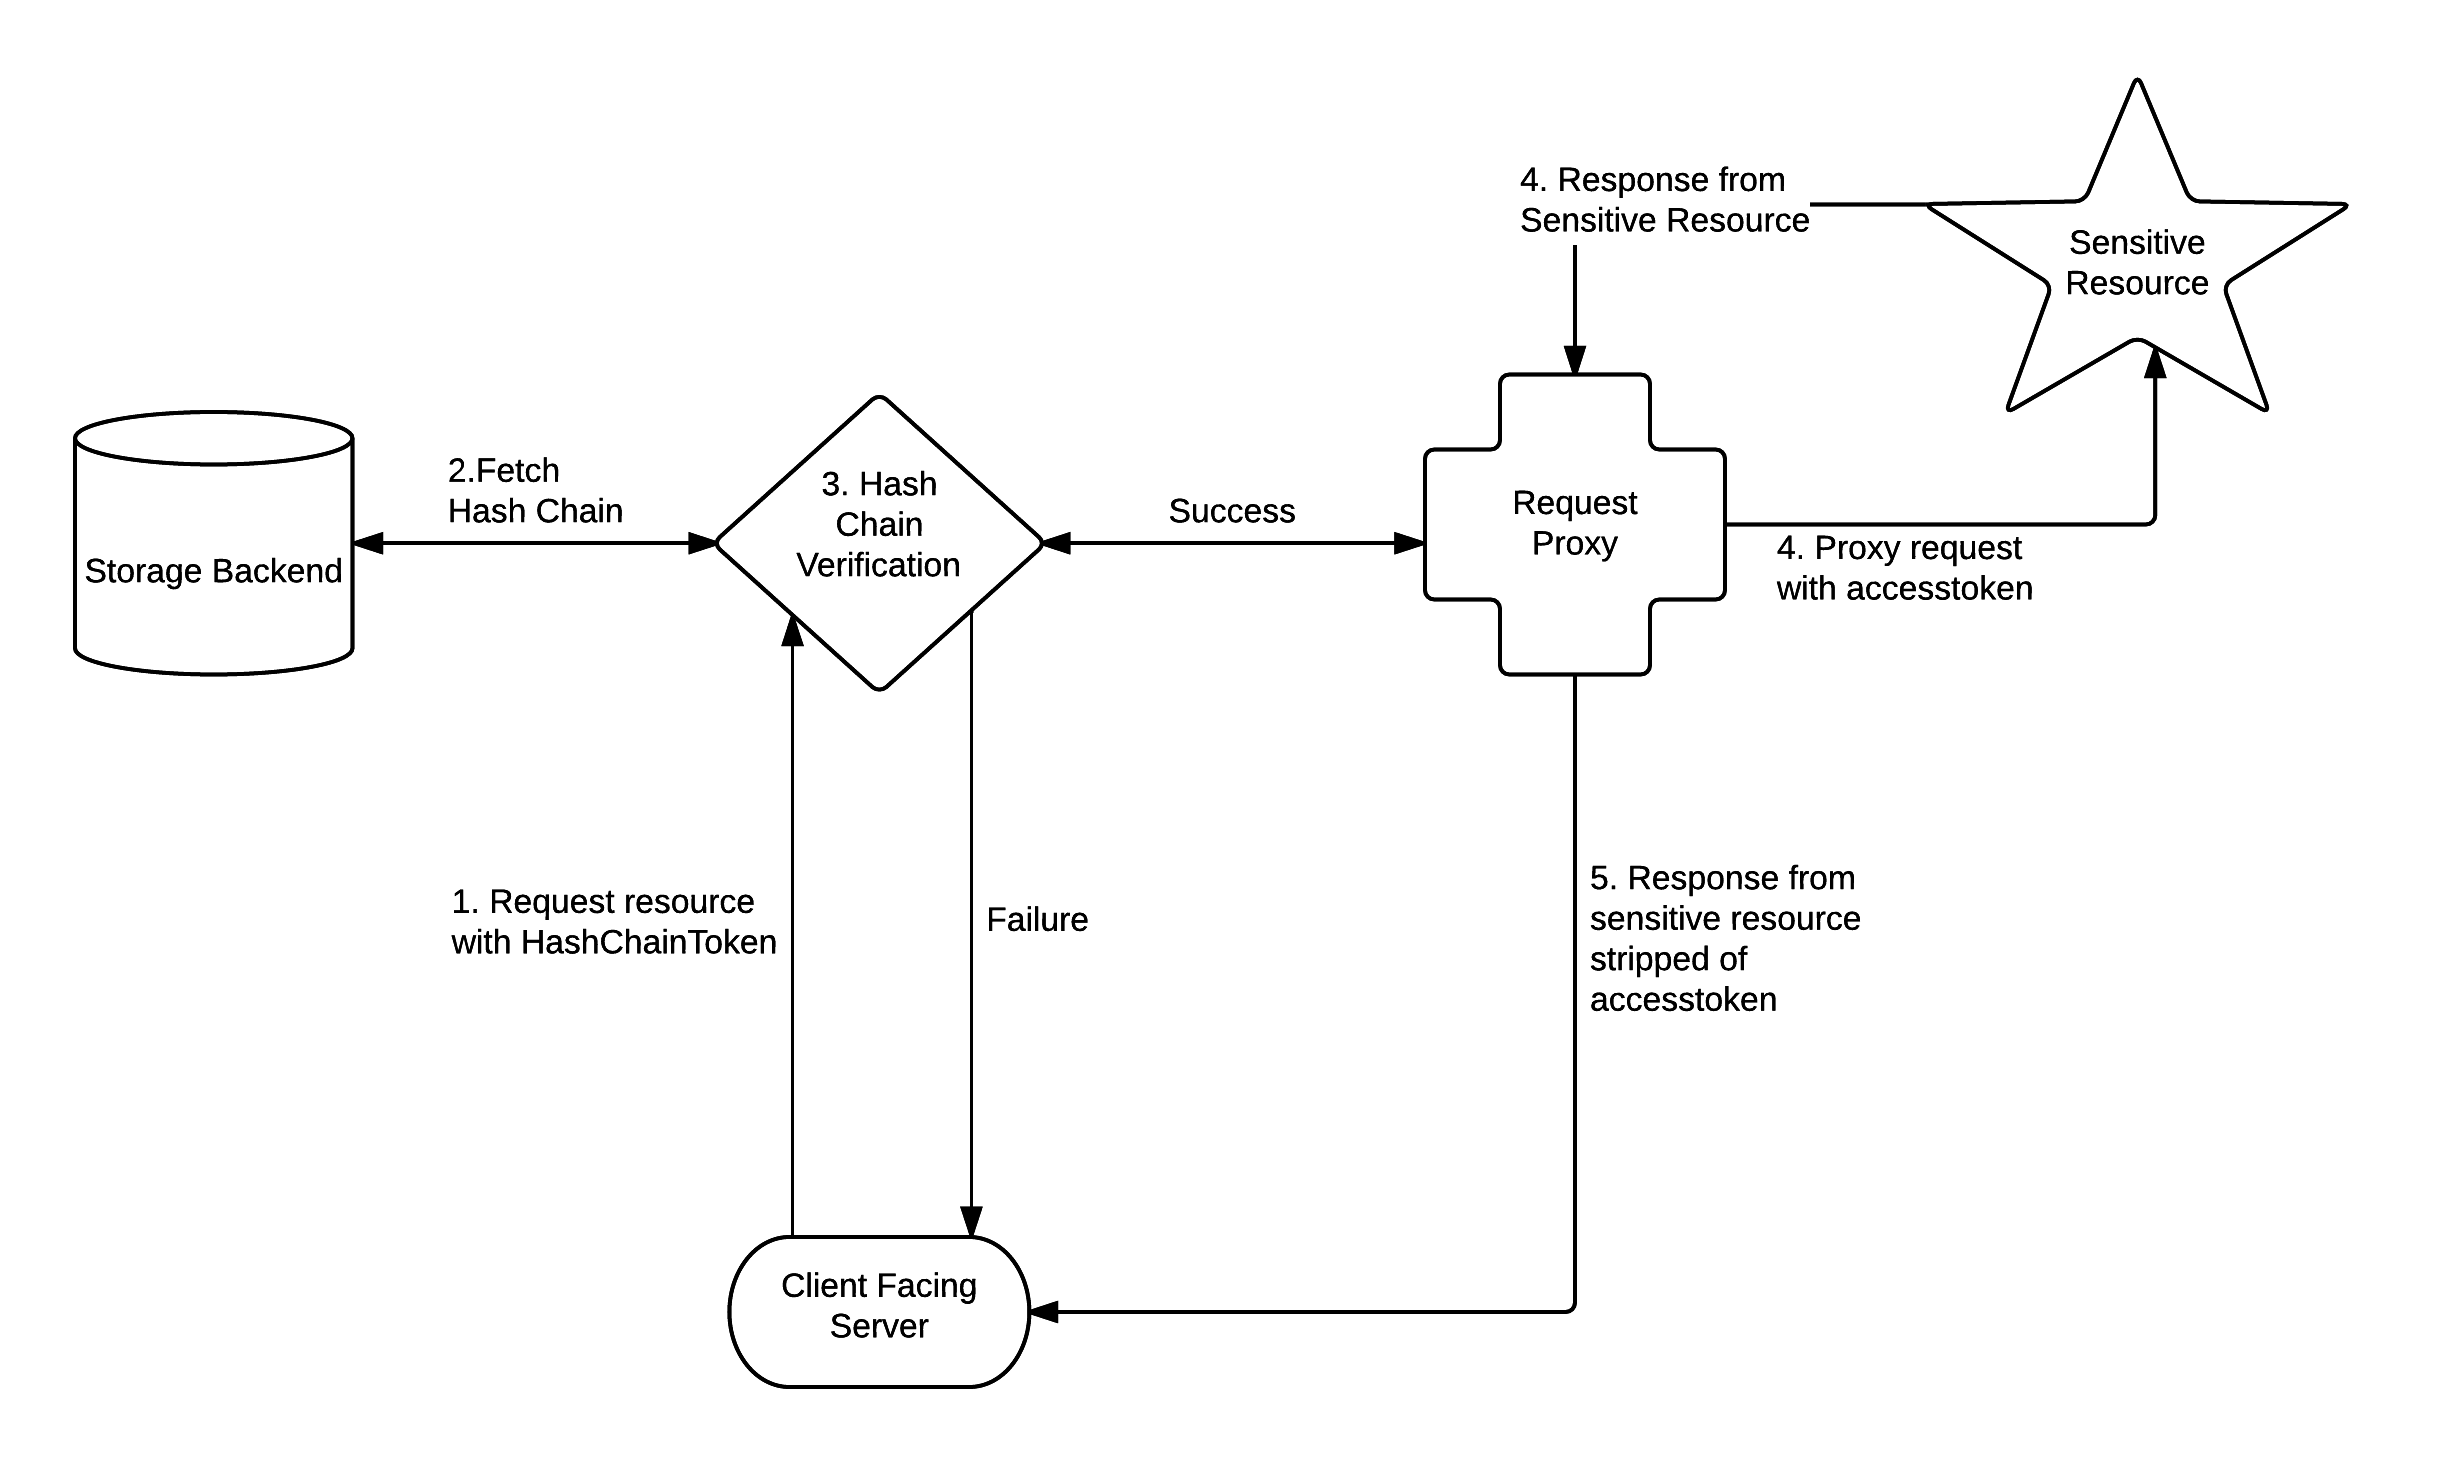 4. Response from
Sensitive Resource
Sensitive
Resource
2.Fetch
Hash Chain
Storage Backend
3. Hash
Chain
Verification
Success
Request
Proxy
4. Proxy request
with accesstoken
1. Request resource
with HashChainToken
Failure
5. Response from
sensitive resource
stripped of
accesstoken
Client Facing
Server